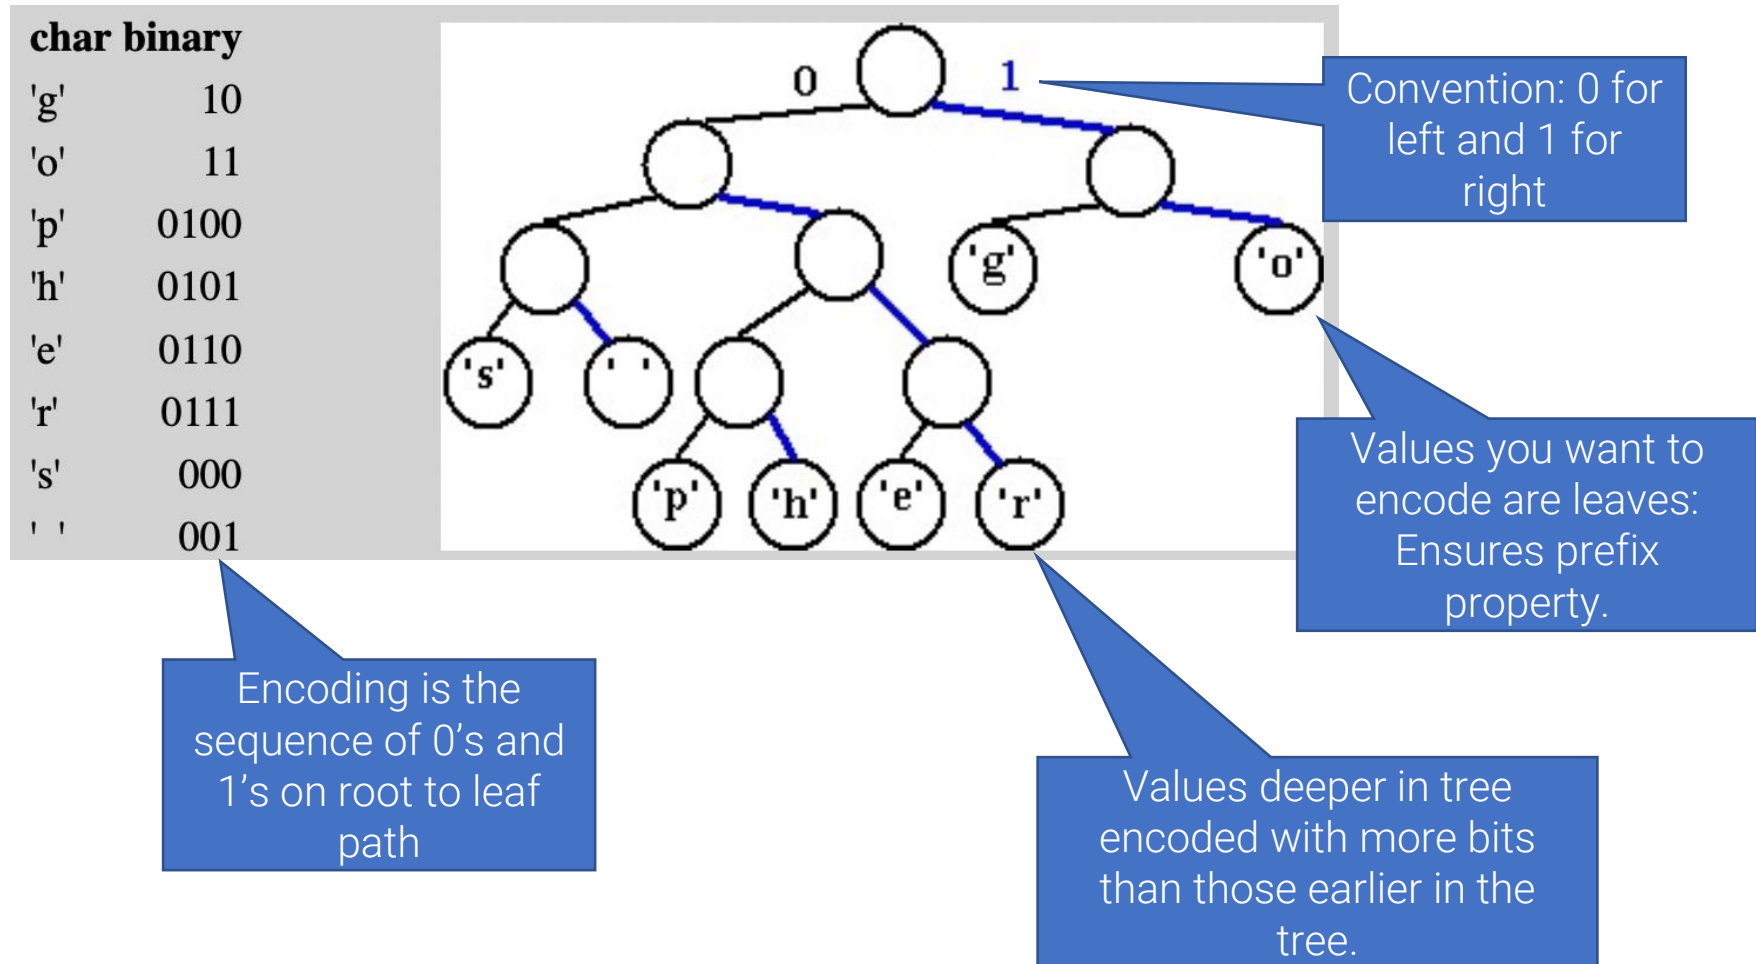 char binary
'g' 10
'o' 11
'p' 0100
'h' 0101
'e' 0110
'r' 0111
's' 000
' ' 001
0
1
'g'
'o'
's'
' '
'p'
'h'
'e'
'r'
Convention: 0 for
left and 1 for
right
Values you want to
encode are leaves:
Ensures prefix
property.
Encoding is the
sequence of 0’s and
1’s on root to leaf
path
Values deeper in tree
encoded with more bits
than those earlier in the
tree.